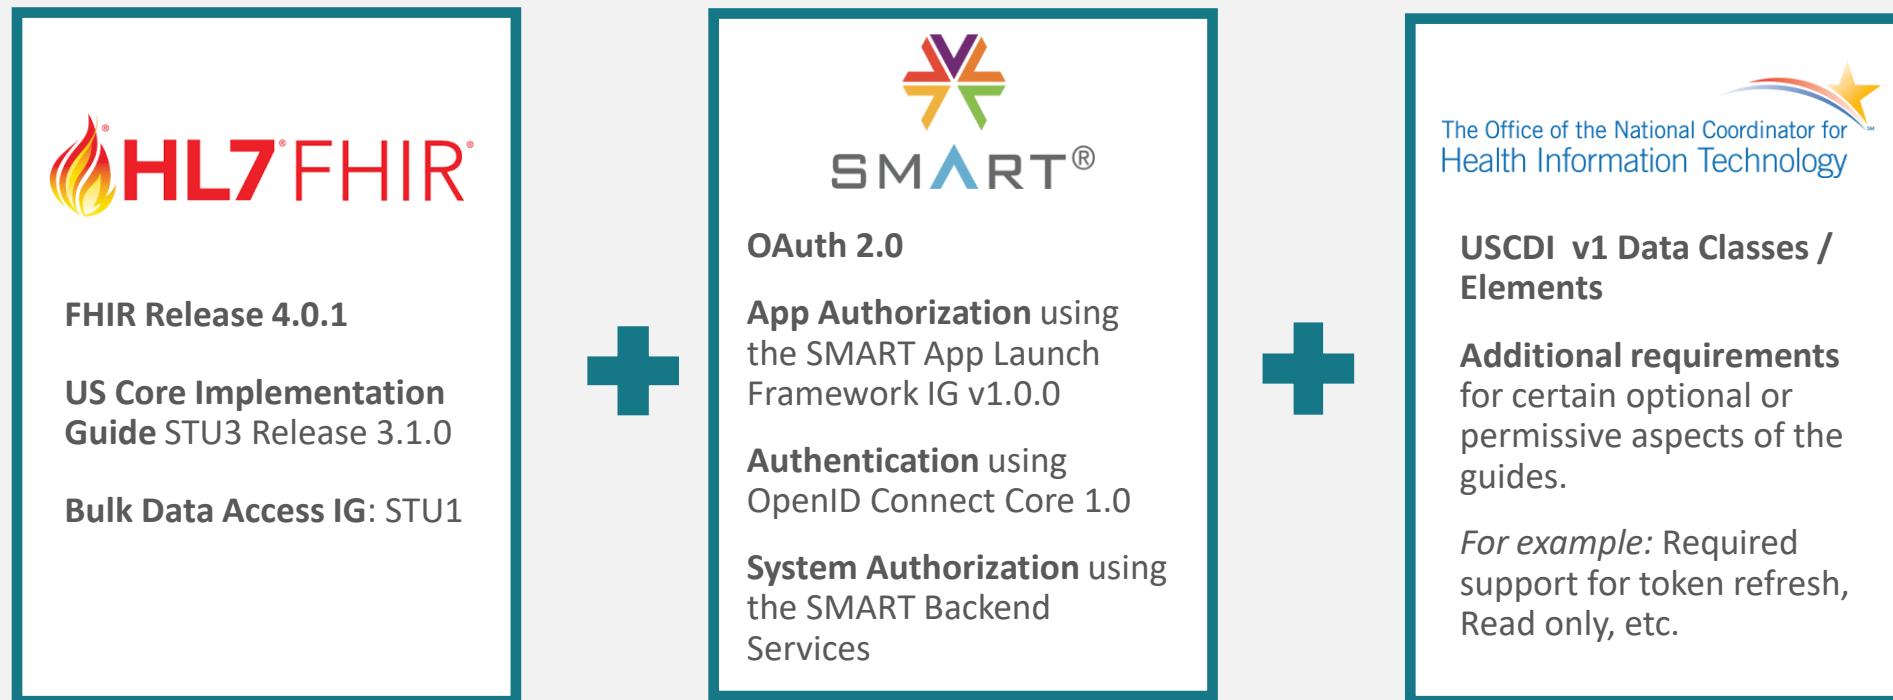 HL7® FHIR®
FHIR Release 4.0.1
US Core Implementation
Guide STU3 Release 3.1.0
Bulk Data Access IG: STU1
SMART®
OAuth 2.0
App Authorization using
the SMART App Launch
Framework IG v1.0.0
Authentication using
OpenID Connect Core 1.0
System Authorization using
the SMART Backend
Services
The Office of the National Coordinator for
Health Information Technology
USCDI v1 Data Classes /
Elements
Additional requirements
for certain optional or
permissive aspects of the
guides.
For example: Required
support for token refresh,
Read only, etc.